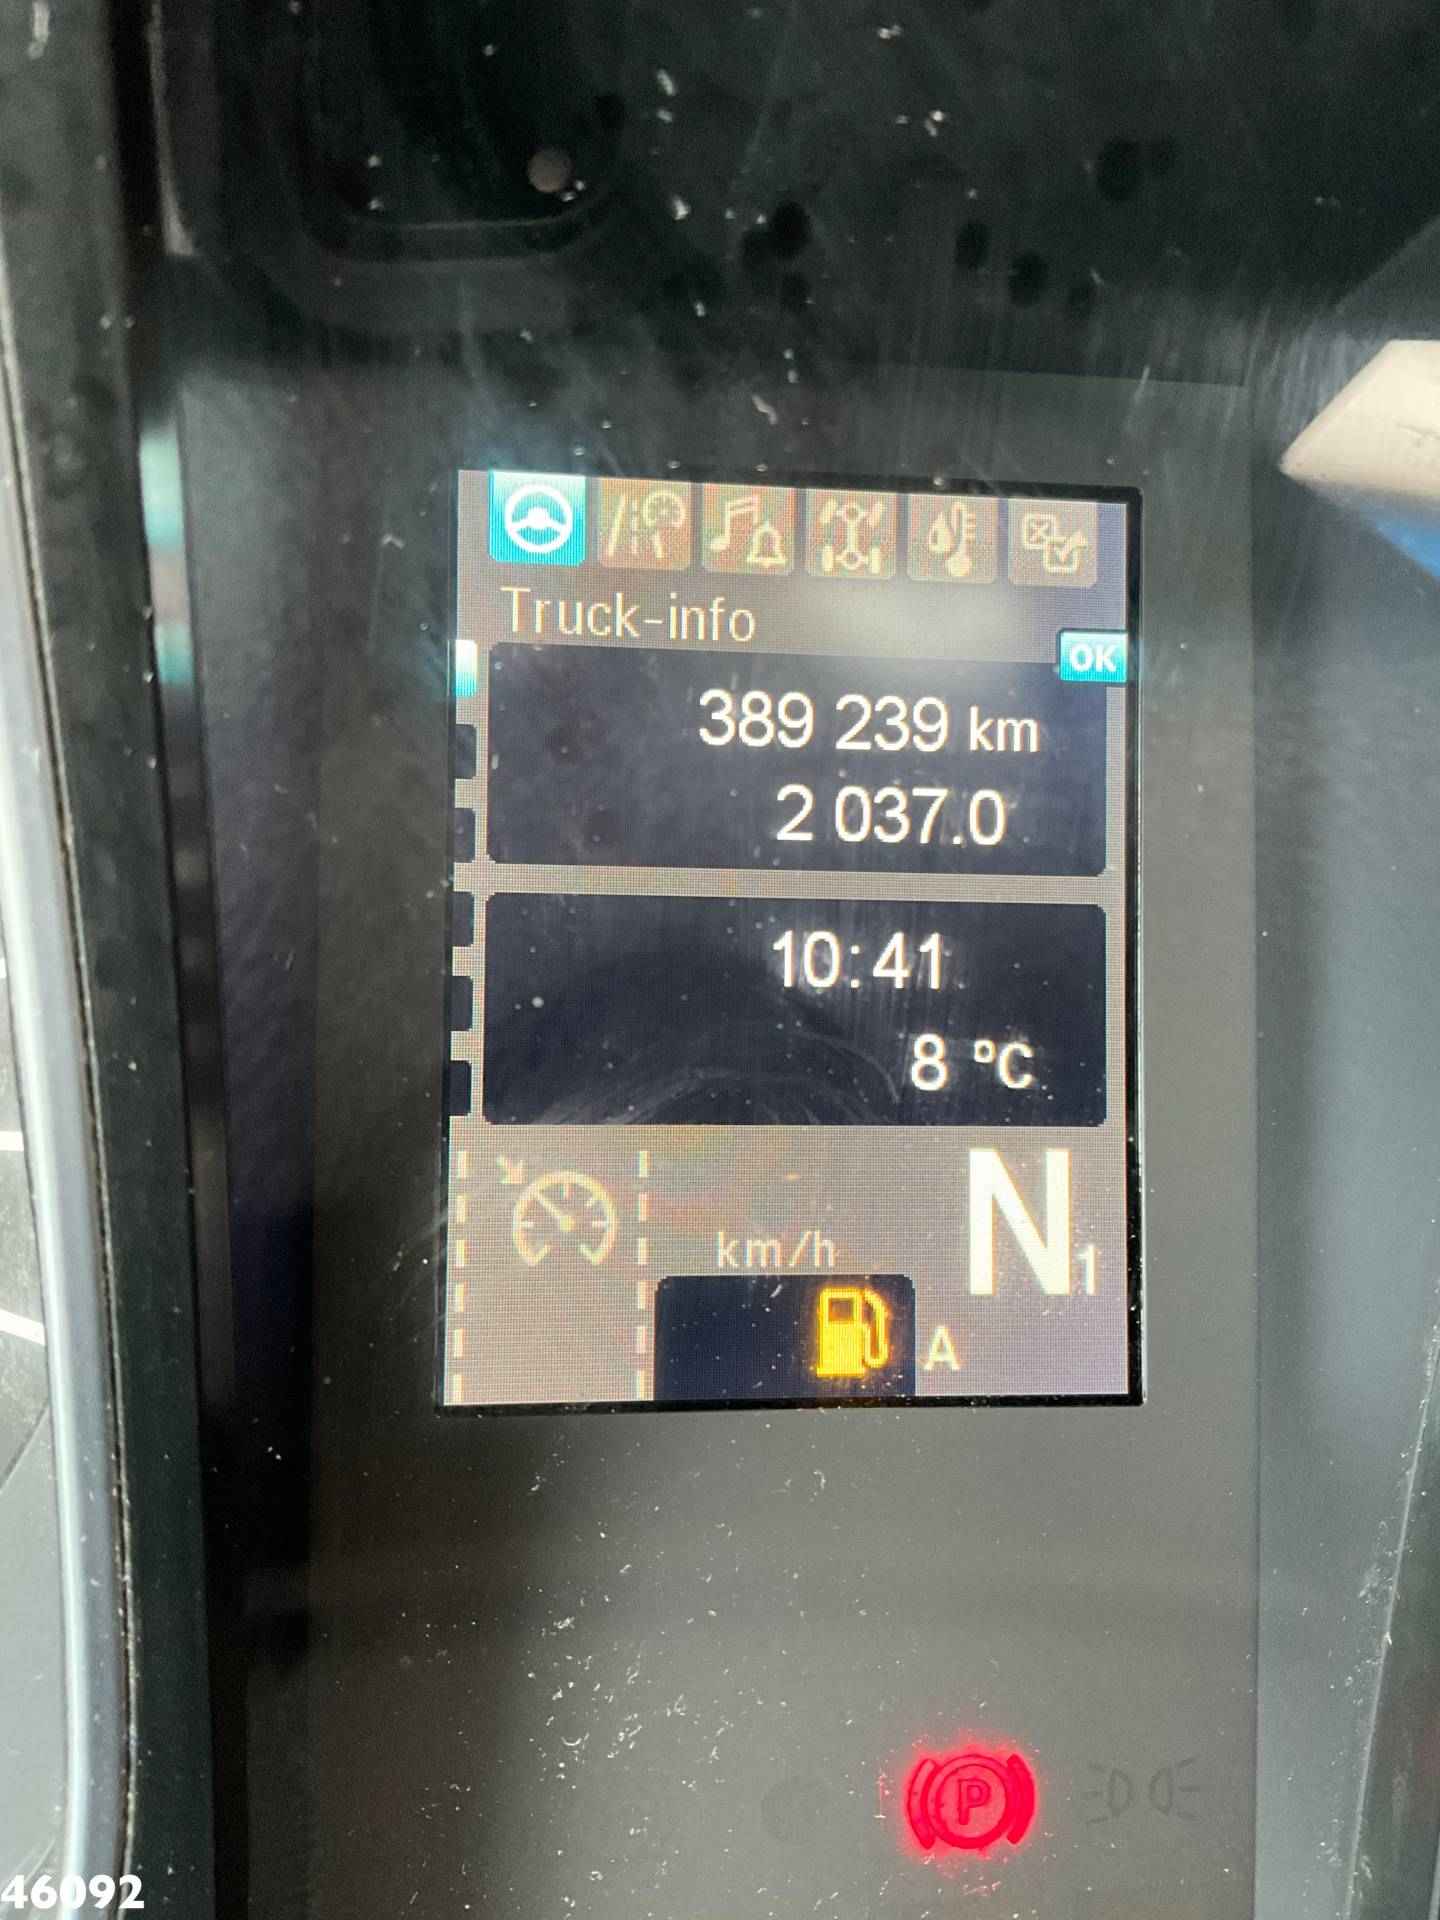 Truck-info
OK
389 239 km
2 037.0
10:41
8 °C
N1
km/h
A
P
46092